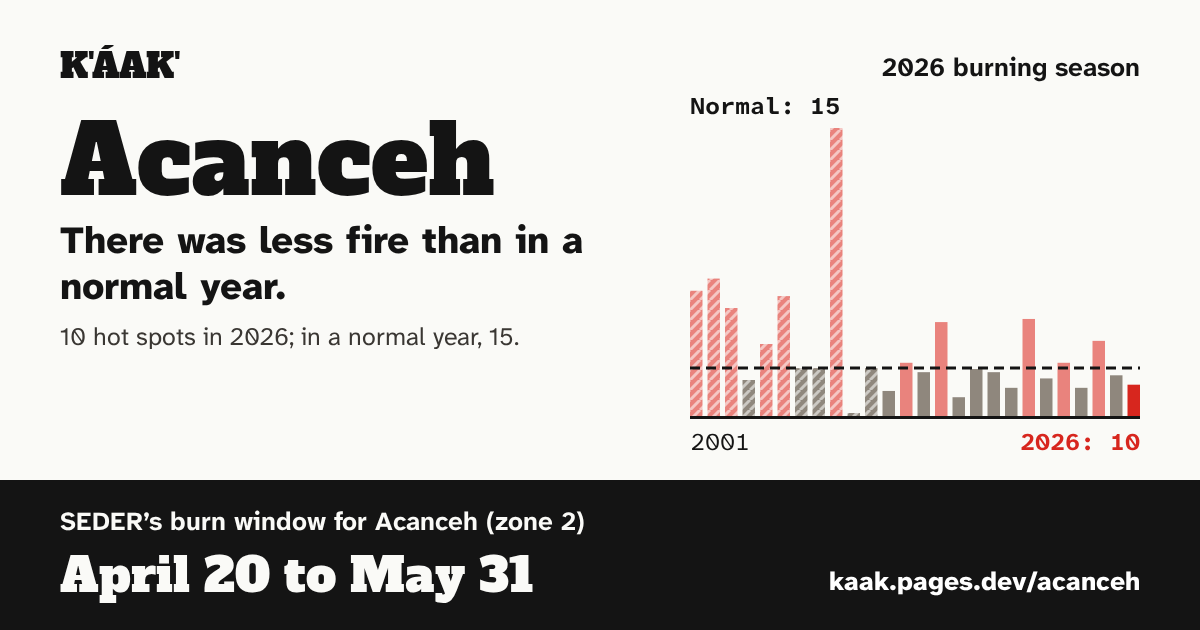 K'ÁAK'
2026 burning season
Acanceh
There was less fire than in a
normal year.
10 hot spots in 2026; in a normal year, 15.
Normal: 15
2001
2026: 10
SEDER’s burn window for Acanceh (zone 2)
April 20 to May 31
kaak.pages.dev/acanceh